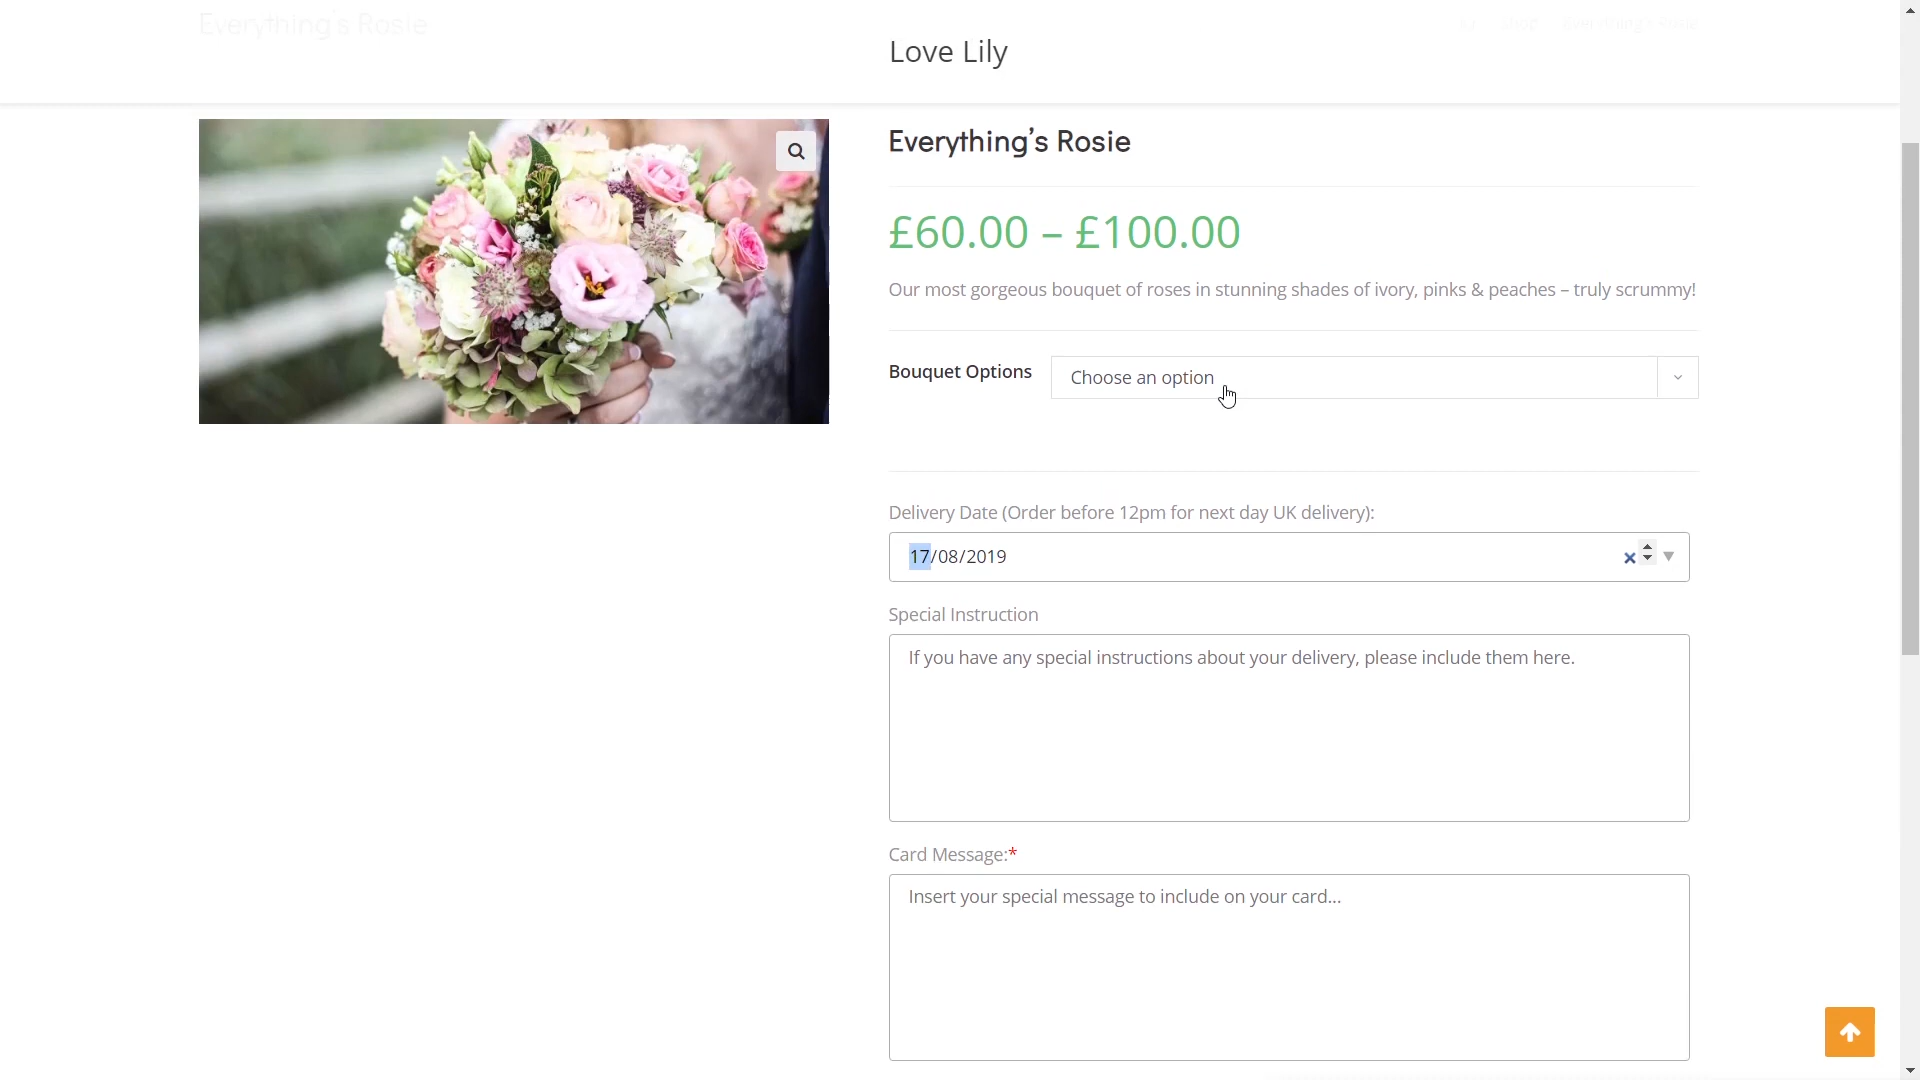 Everything's Rosie
Love Lily
Everything's Rosie
£60.00 – £100.00
Our most gorgeous bouquet of roses in stunning shades of ivory, pinks & peaches – truly scrummy!
Bouquet Options
Choose an option
Delivery Date (Order before 12pm for next day UK delivery):
17/08/2019
Special Instruction
If you have any special instructions about your delivery, please include them here.
Card Message:*
Insert your special message to include on your card...